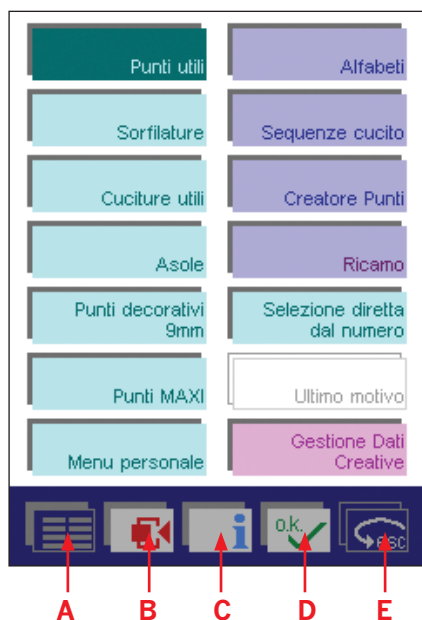 Punti utili
Alfabeti
Sorfilature
Sequenze cucito
Cuciture utili
Creatore Punti
Asole
Ricamo
Punti decorativi
9mm
Selezione diretta
dal numero
Punti MAXI
Ultimo motivo
Menu personale
Gestione Dati
Creative
i
o.k.
esc
A B C D E